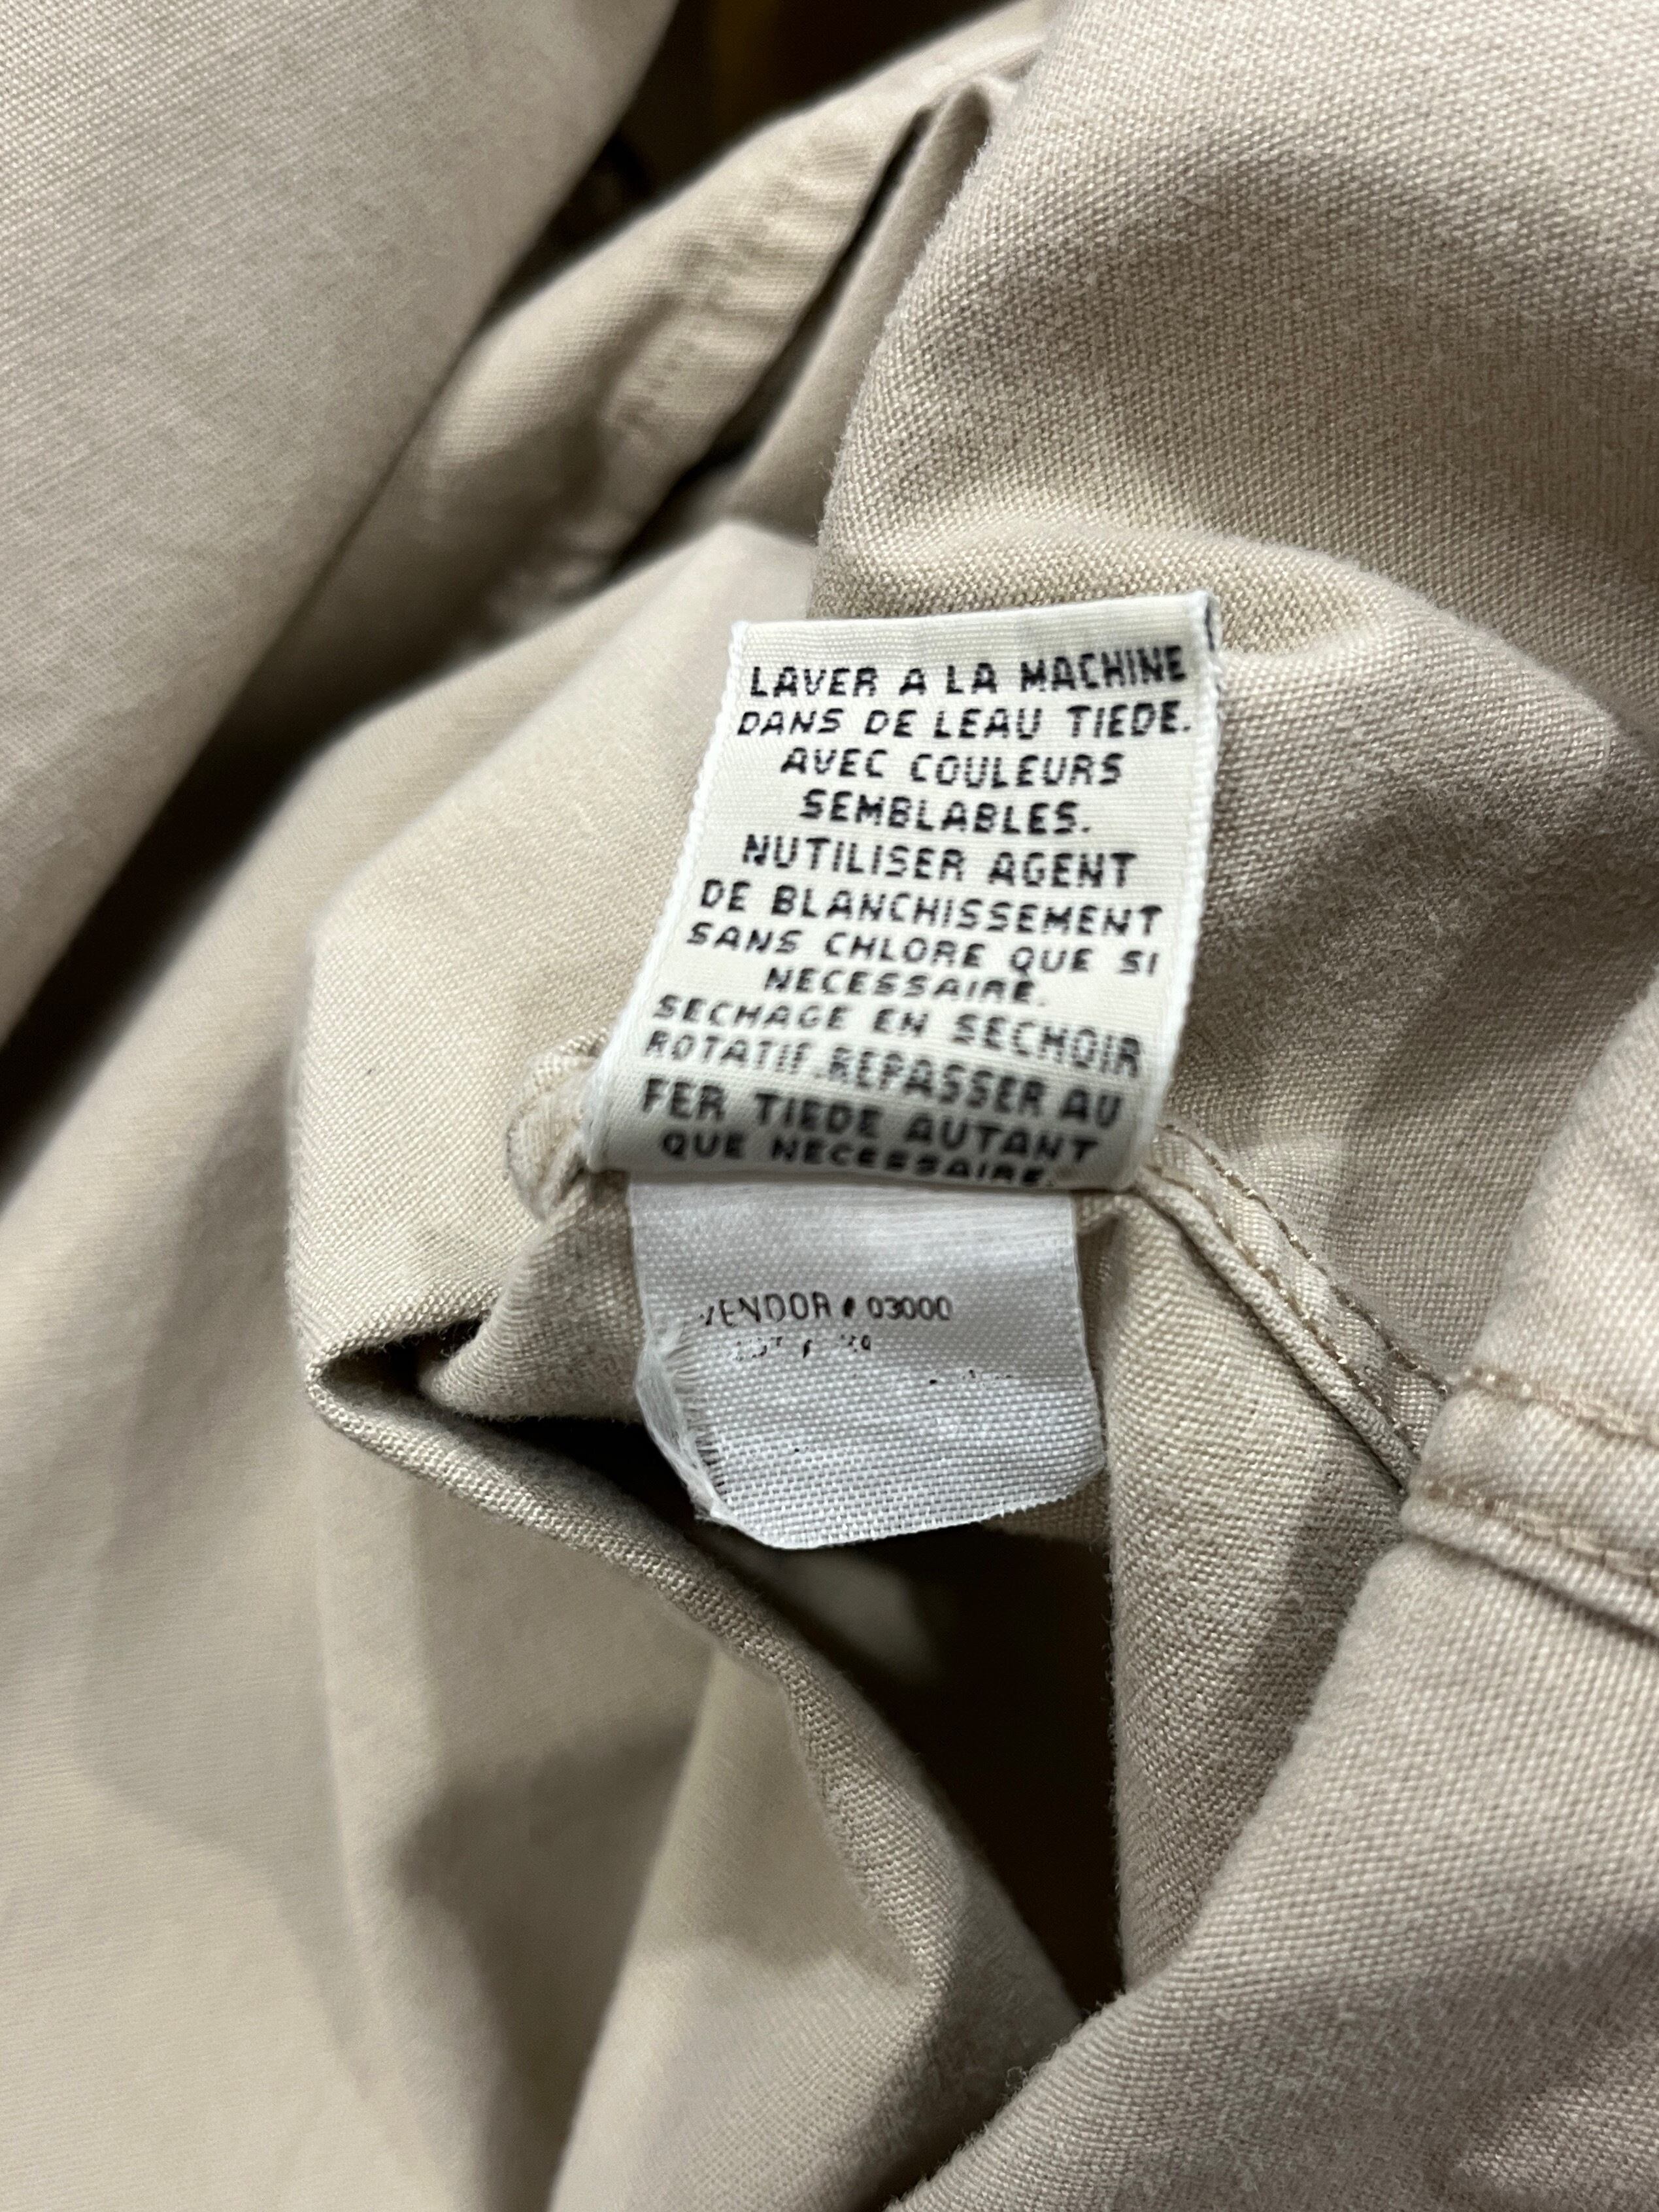 LAVER A LA MACHINE
DANS DE LEAU TIEDE.
AVEC COULEURS
SEMBLABLES.
NUTILISER AGENT
DE BLANCHISSEMENT
SANS CHLORE QUE SI
NECESSAIRE.
SECHAGE EN SECHOIR
ROTATIF.REPASSER AU
FER TIEDE AUTANT
QUE NECESSAIRE.
VENDOR # 03000